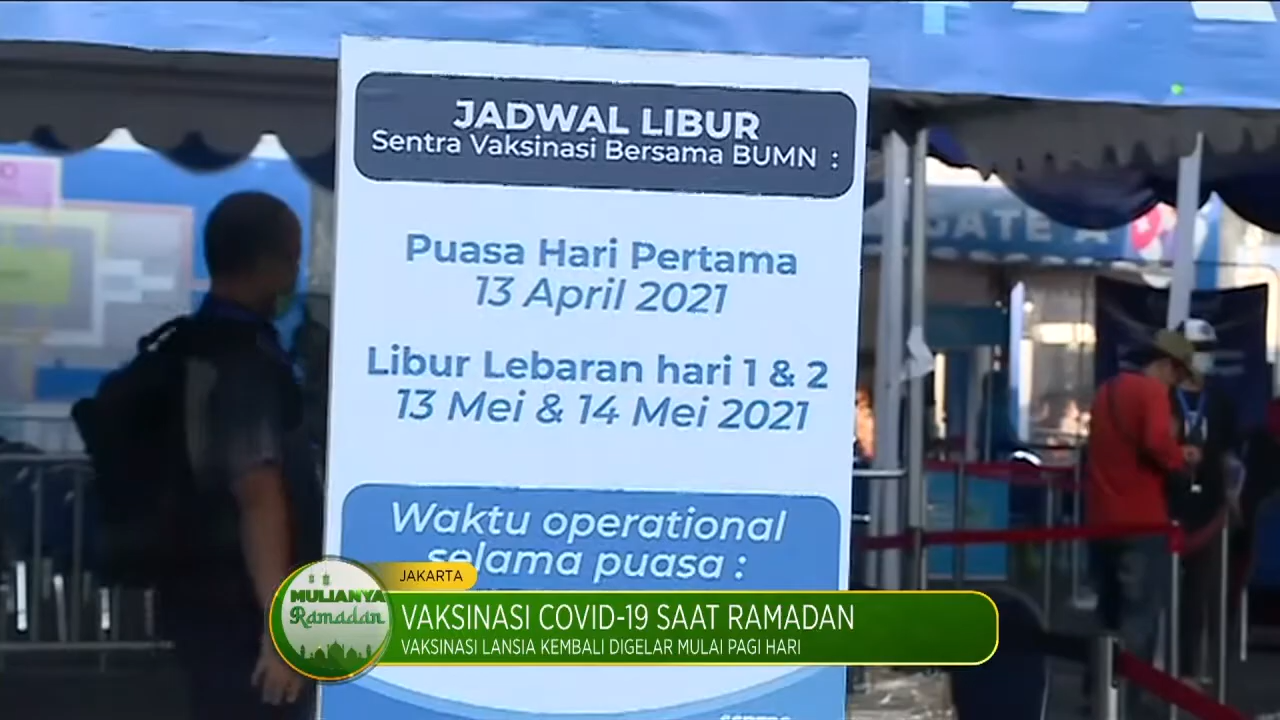 JADWAL LIBUR
Sentra Vaksinasi Bersama BUMN :
Puasa Hari Pertama
13 April 2021
Libur Lebaran hari 1 & 2
13 Mei & 14 Mei 2021
Waktu operational
selama puasa :
GATE A
JAKARTA
MULIANYA
Ramadan
VAKSINASI COVID-19 SAAT RAMADAN
VAKSINASI LANSIA KEMBALI DIGELAR MULAI PAGI HARI